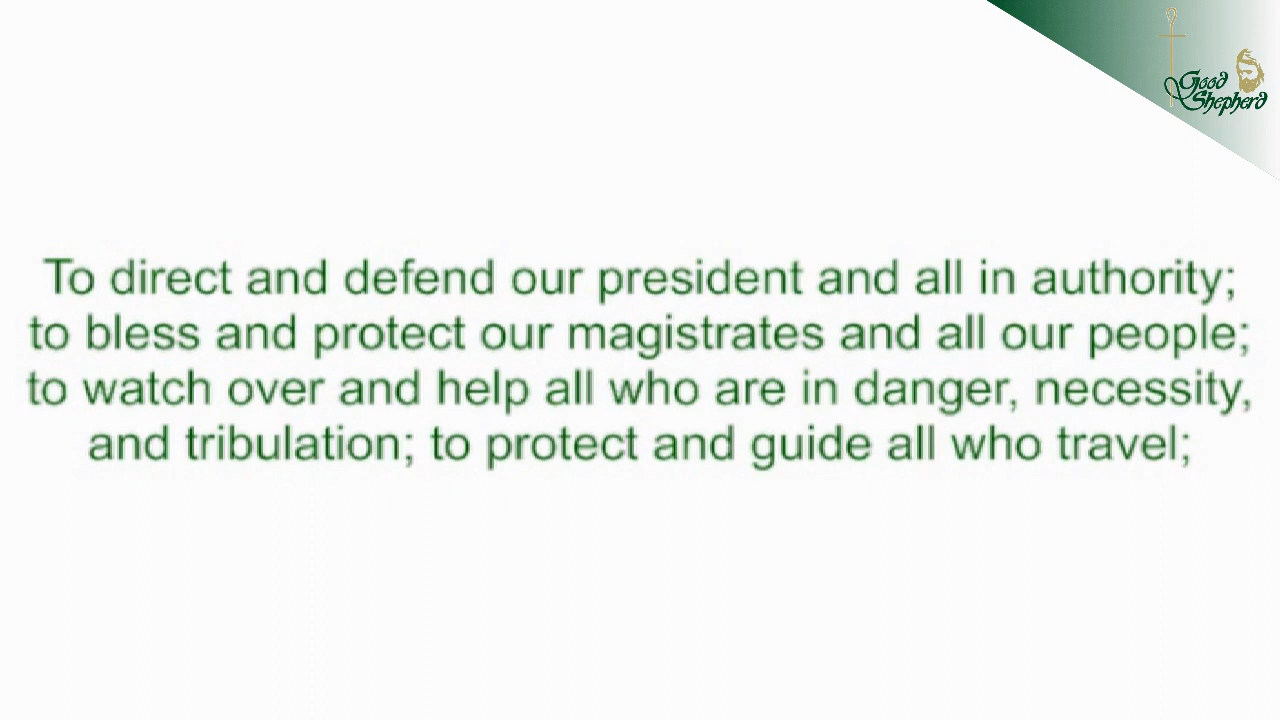 Good
Shepherd
To direct and defend our president and all in authority;
to bless and protect our magistrates and all our people;
to watch over and help all who are in danger, necessity,
and tribulation; to protect and guide all who travel;